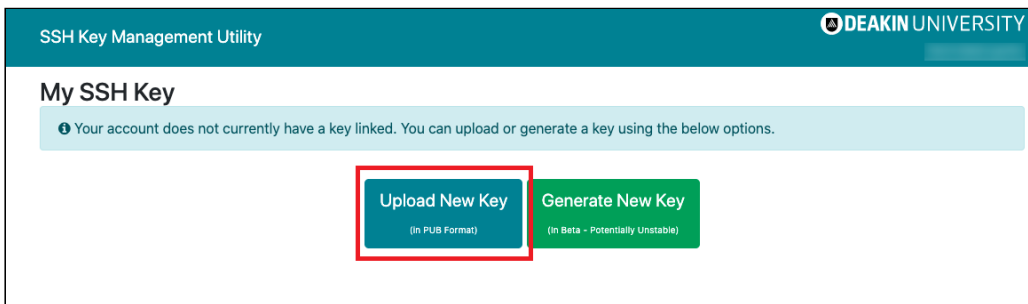 DEAKIN UNIVERSITY
SSH Key Management Utility
My SSH Key
Your account does not currently have a key linked. You can upload or generate a key using the below options.
Upload New Key
(in PUB Format)
Generate New Key
(in Beta - Potentially Unstable)